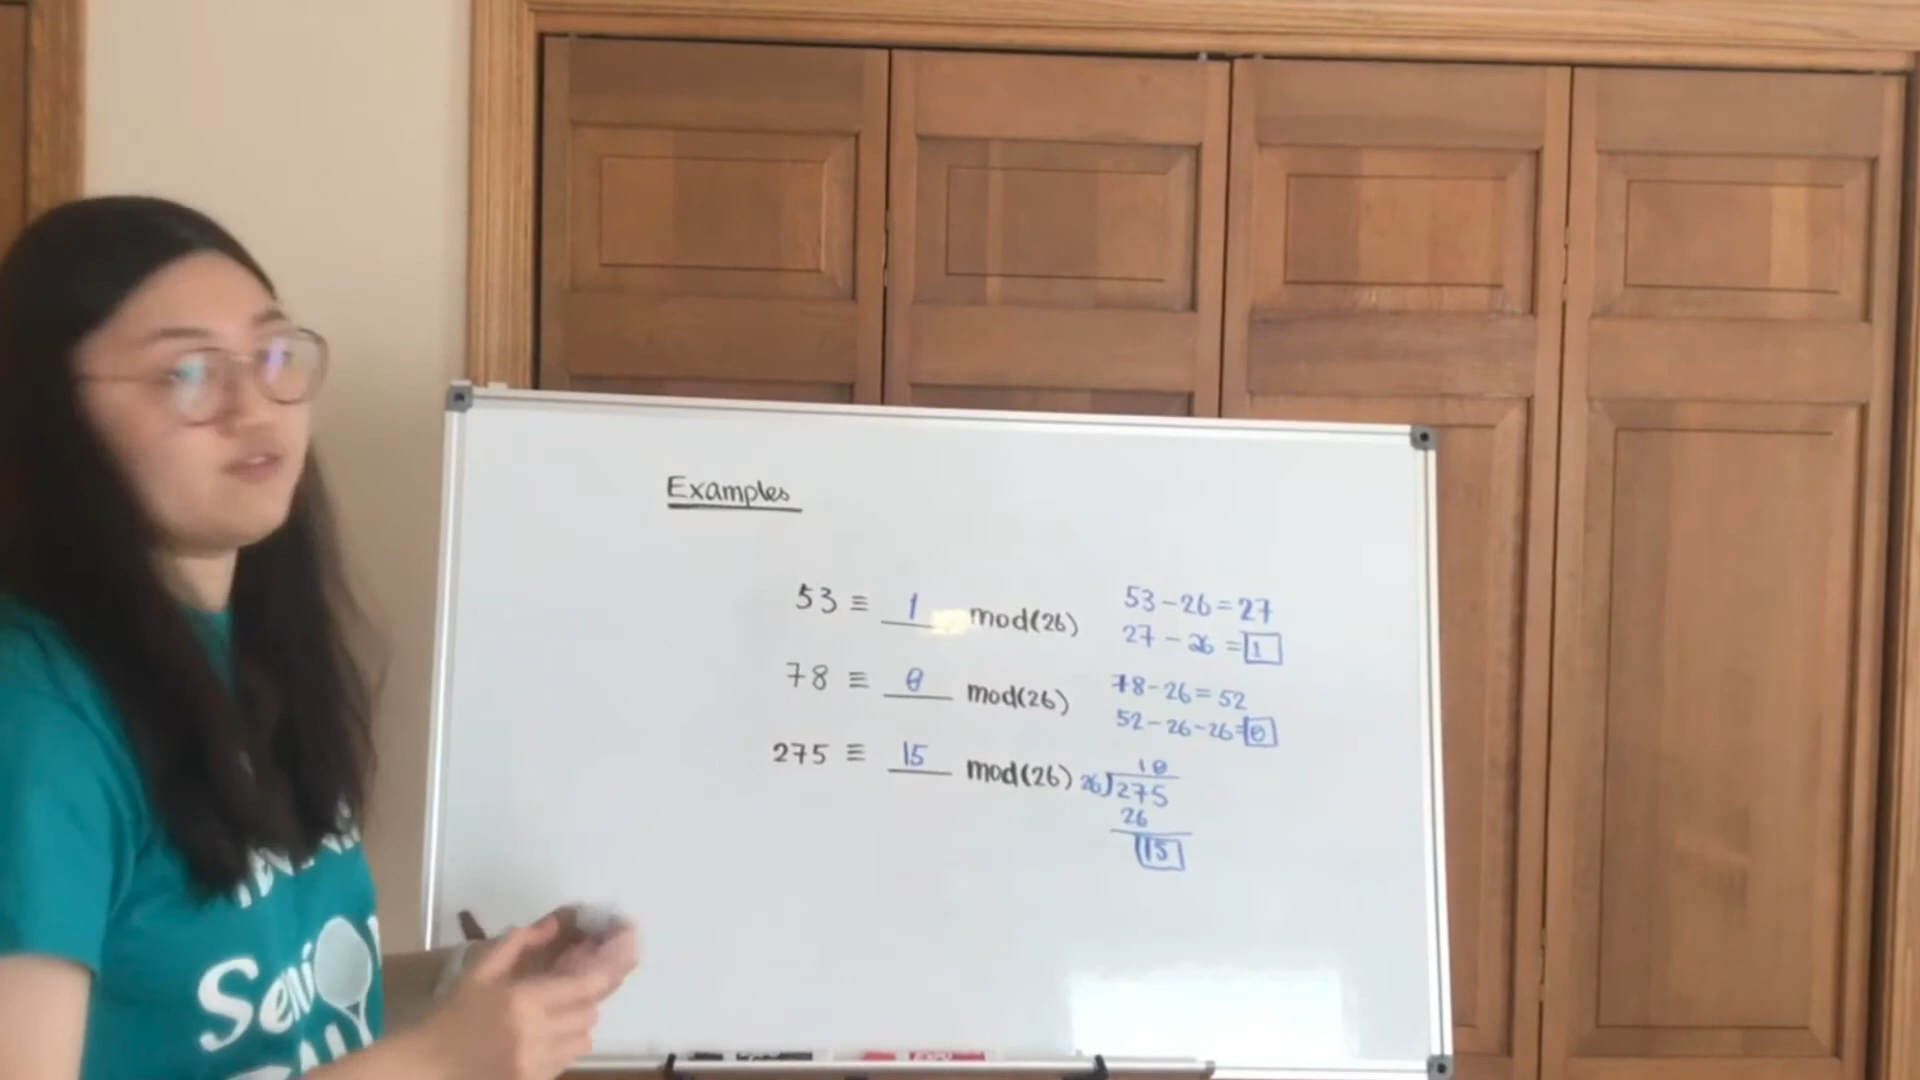 Examples
53 ≡ 1 mod(26)
53-26=27
27-26=1
78 ≡ 0 mod(26)
78-26=52
52-26-26=0
275 ≡ 15 mod(26)
10
26)275
26
15